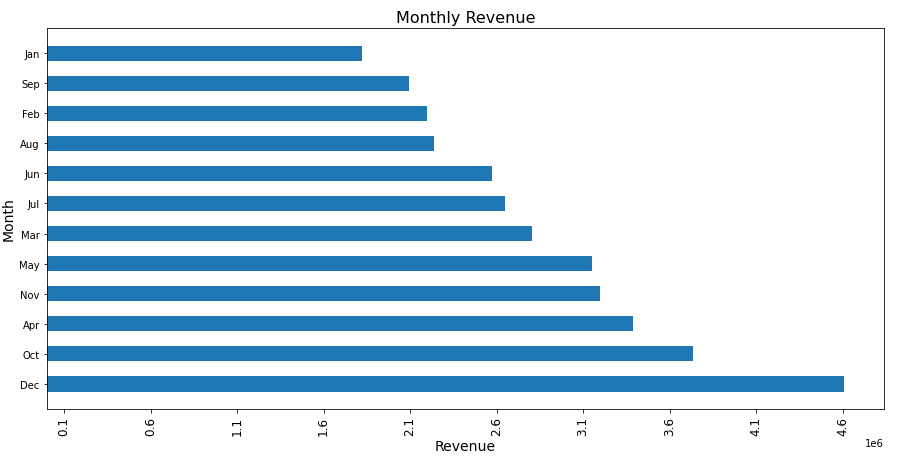 Monthly Revenue
Month
Jan
Sep
Feb
Aug
Jun
Jul
Mar
May
Nov
Apr
Oct
Dec
0.1 0.6 1.1 1.6 2.1 2.6 3.1 3.6 4.1 4.6
1e6
Revenue